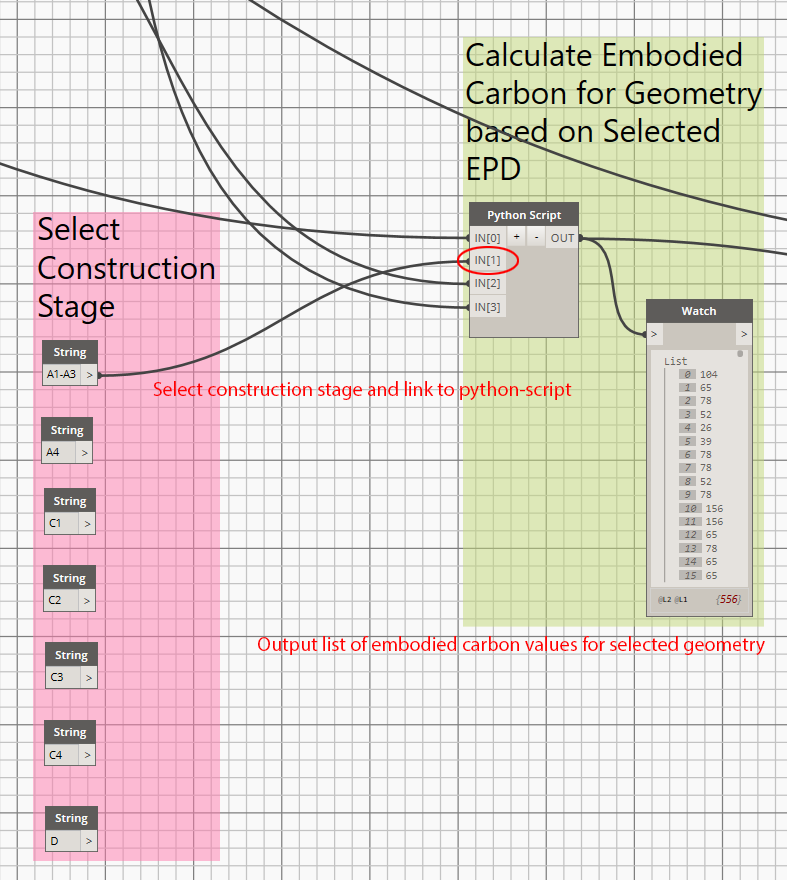 Calculate Embodied
Carbon for Geometry
based on Selected
EPD
Python Script
IN[0] + - OUT
IN[1]
IN[2]
IN[3]
Select
Construction
Stage
String
A1-A3 >
Select construction stage and link to python-script
String
A4 >
String
C1 >
String
C2 >
String
C3 >
String
C4 >
String
D >
Watch
> >
List
0 104
1 65
2 78
3 52
4 26
5 39
6 78
7 78
8 52
9 78
10 156
11 156
12 65
13 78
14 65
15 65
@L2 @L1 {556}
Output list of embodied carbon values for selected geometry